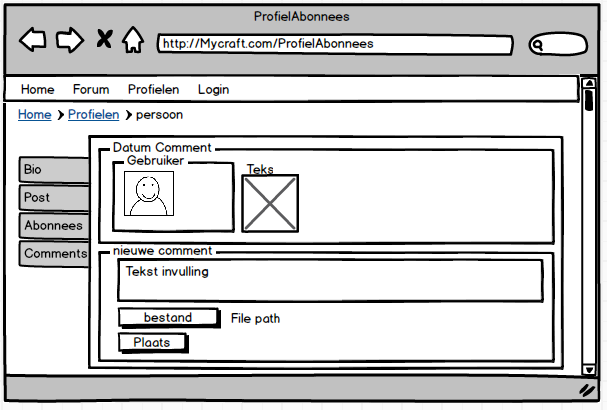 ProfielAbonnees
http://Mycraft.com/ProfielAbonnees
Home Forum Profielen Login
Home > Profielen > persoon
Datum Comment
Gebruiker
Teks
Bio
Post
Abonnees
Comments
nieuwe comment
Tekst invulling
bestand File path
Plaats